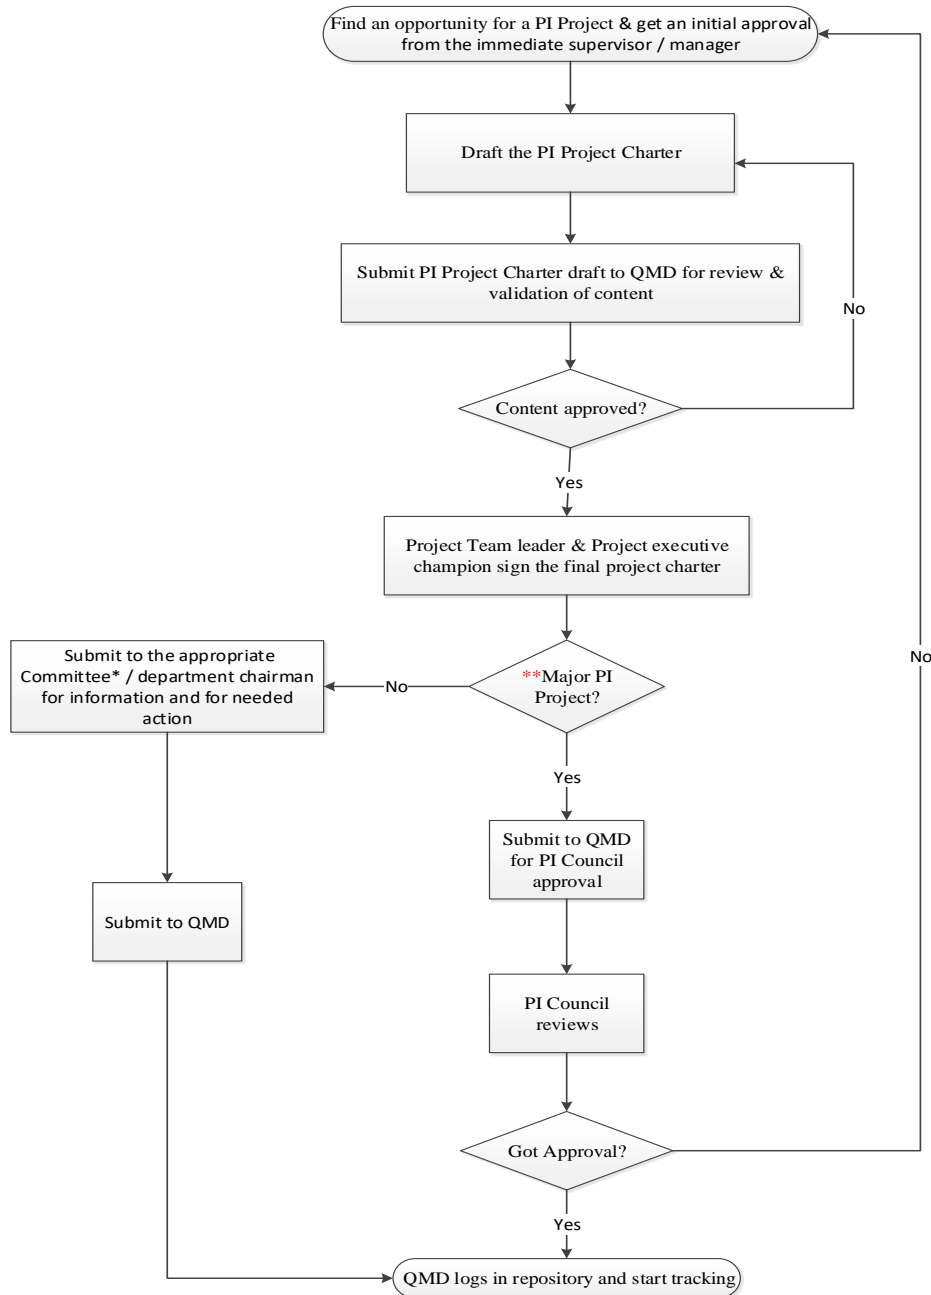 Find an opportunity for a PI Project & get an initial approval
from the immediate supervisor / manager
Draft the PI Project Charter
Submit PI Project Charter draft to QMD for review &
validation of content
No
Content approved?
Yes
Project Team leader & Project executive
champion sign the final project charter
Submit to the appropriate
Committee* / department chairman
for information and for needed
action
No
**Major PI
Project?
No
Yes
Submit to QMD
for PI Council
approval
Submit to QMD
PI Council
reviews
Got Approval?
Yes
QMD logs in repository and start tracking